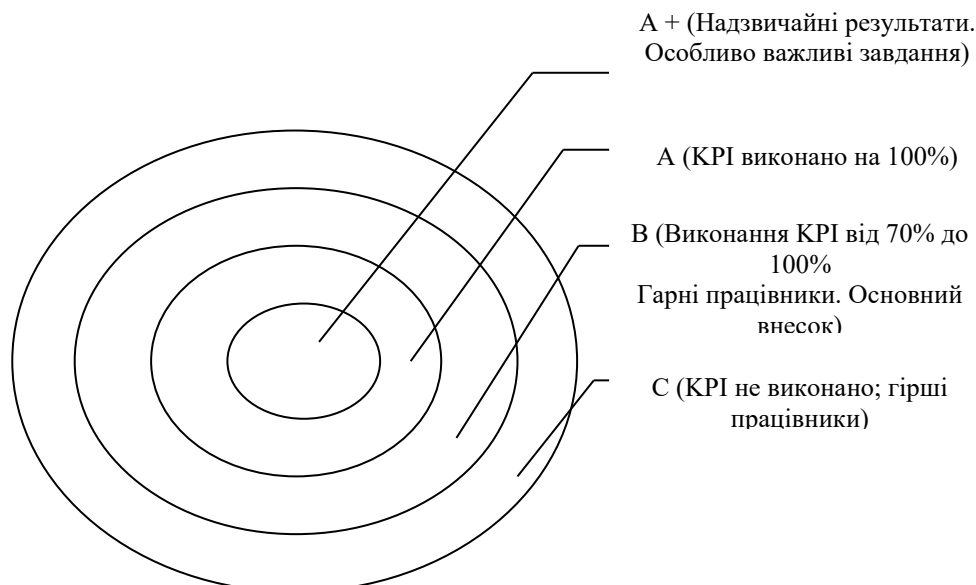 А + (Надзвичайні результати.
Особливо важливі завдання)
А (KPI виконано на 100%)
В (Виконання KPI від 70% до
100%
Гарні працівники. Основний
внесок)
С (KPI не виконано; гірші
працівники)